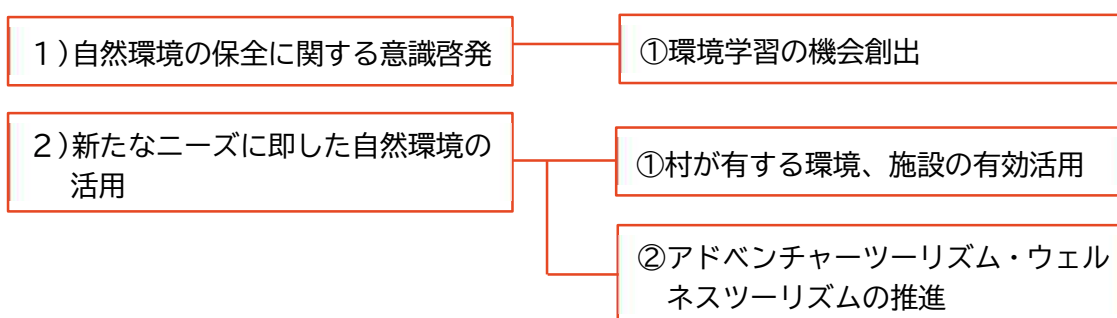 １）自然環境の保全に関する意識啓発
①環境学習の機会創出
２）新たなニーズに即した自然環境の
活用
①村が有する環境、施設の有効活用
②アドベンチャーツーリズム・ウェル
ネスツーリズムの推進